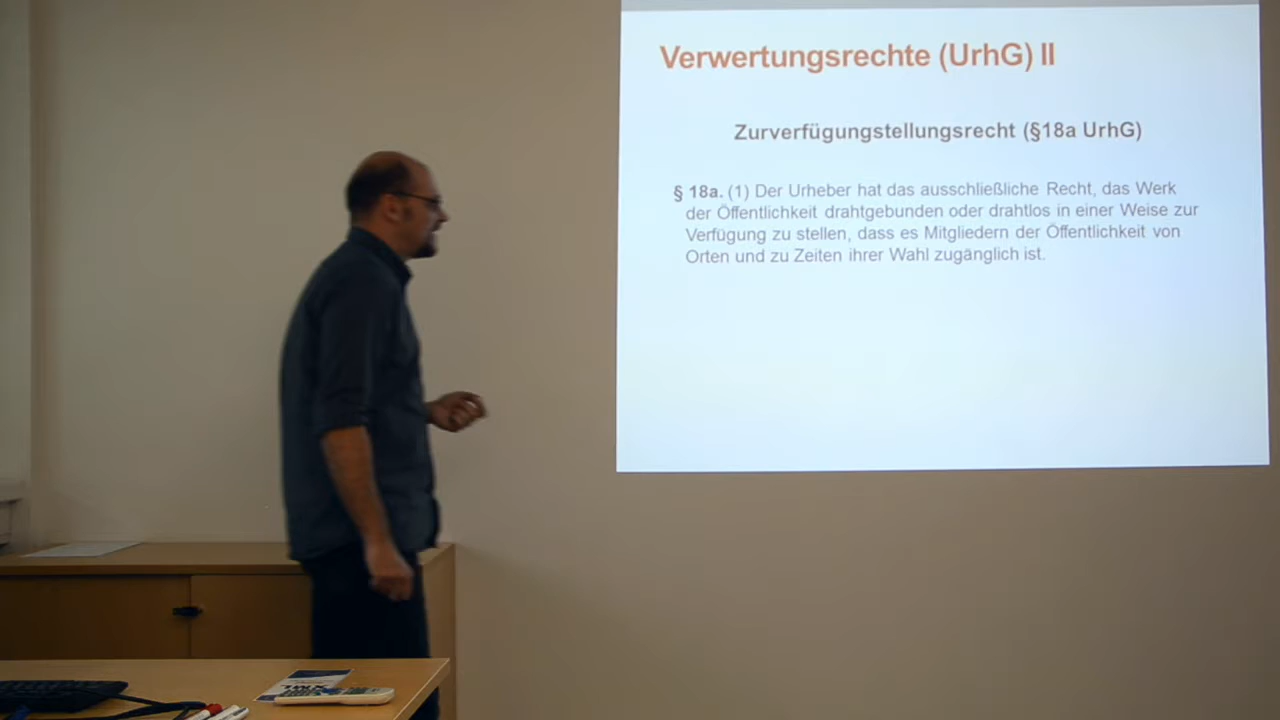 Verwertungsrechte (UrhG) II
Zurverfügungstellungsrecht (§18a UrhG)
§ 18a. (1) Der Urheber hat das ausschließliche Recht, das Werk
der Öffentlichkeit drahtgebunden oder drahtlos in einer Weise zur
Verfügung zu stellen, dass es Mitgliedern der Öffentlichkeit von
Orten und zu Zeiten ihrer Wahl zugänglich ist.